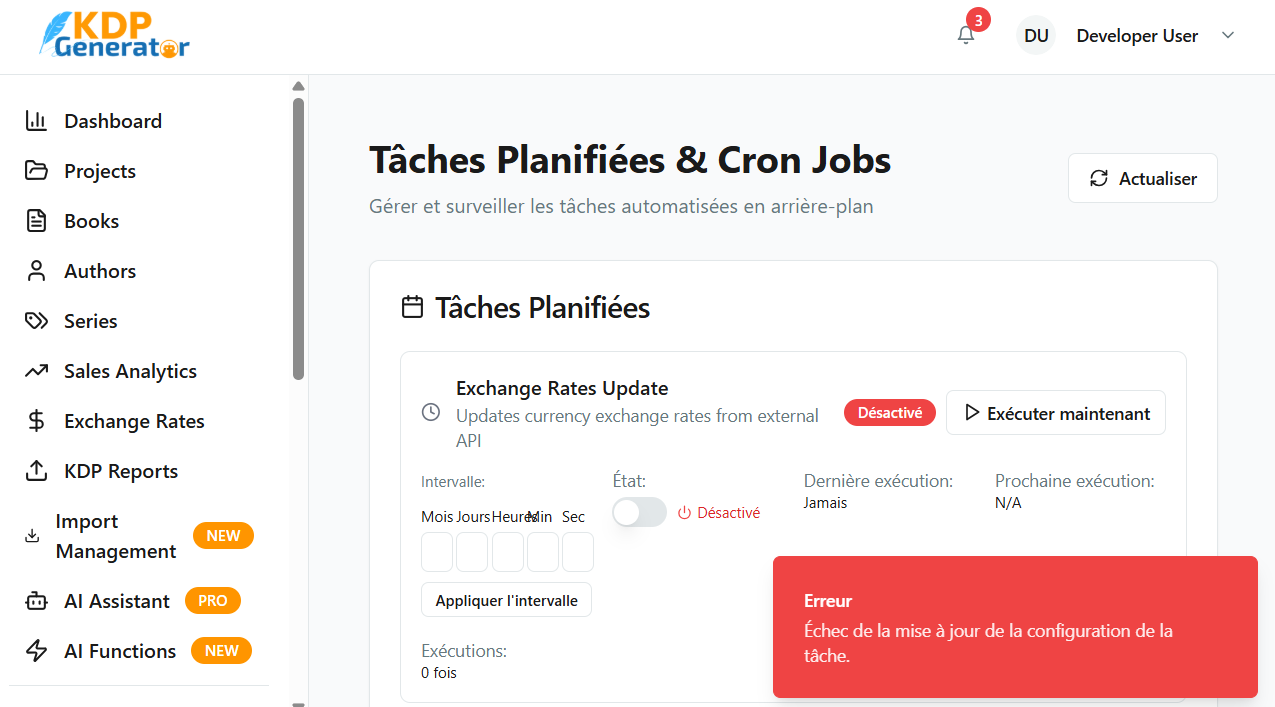 KDP
Generator
3
DU
Developer User
Dashboard
Projects
Books
Authors
Series
Sales Analytics
Exchange Rates
KDP Reports
Import
Management
NEW
AI Assistant
PRO
AI Functions
NEW
Tâches Planifiées & Cron Jobs
Gérer et surveiller les tâches automatisées en arrière-plan
Actualiser
Tâches Planifiées
Exchange Rates Update
Updates currency exchange rates from external
API
Désactivé
Exécuter maintenant
Intervalle:
Mois Jours Heures Min Sec
Appliquer l'intervalle
État:
Désactivé
Dernière exécution:
Jamais
Prochaine exécution:
N/A
Exécutions:
0 fois
Erreur
Échec de la mise à jour de la configuration de la
tâche.